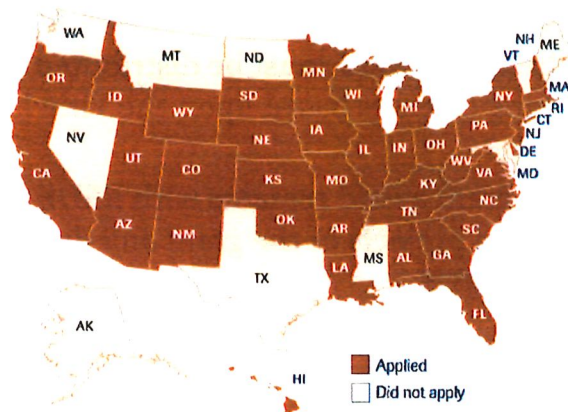 WA
MT
ND
MN
VT
NH
ME
OR
ID
WY
SD
WI
MI
NY
MA
RI
CT
NV
UT
CO
NE
IA
IL
IN
OH
PA
NJ
DE
MD
CA
KS
MO
KY
WV
VA
AZ
NM
OK
AR
TN
NC
SC
TX
LA
MS
AL
GA
FL
AK
HI
Applied
Did not apply